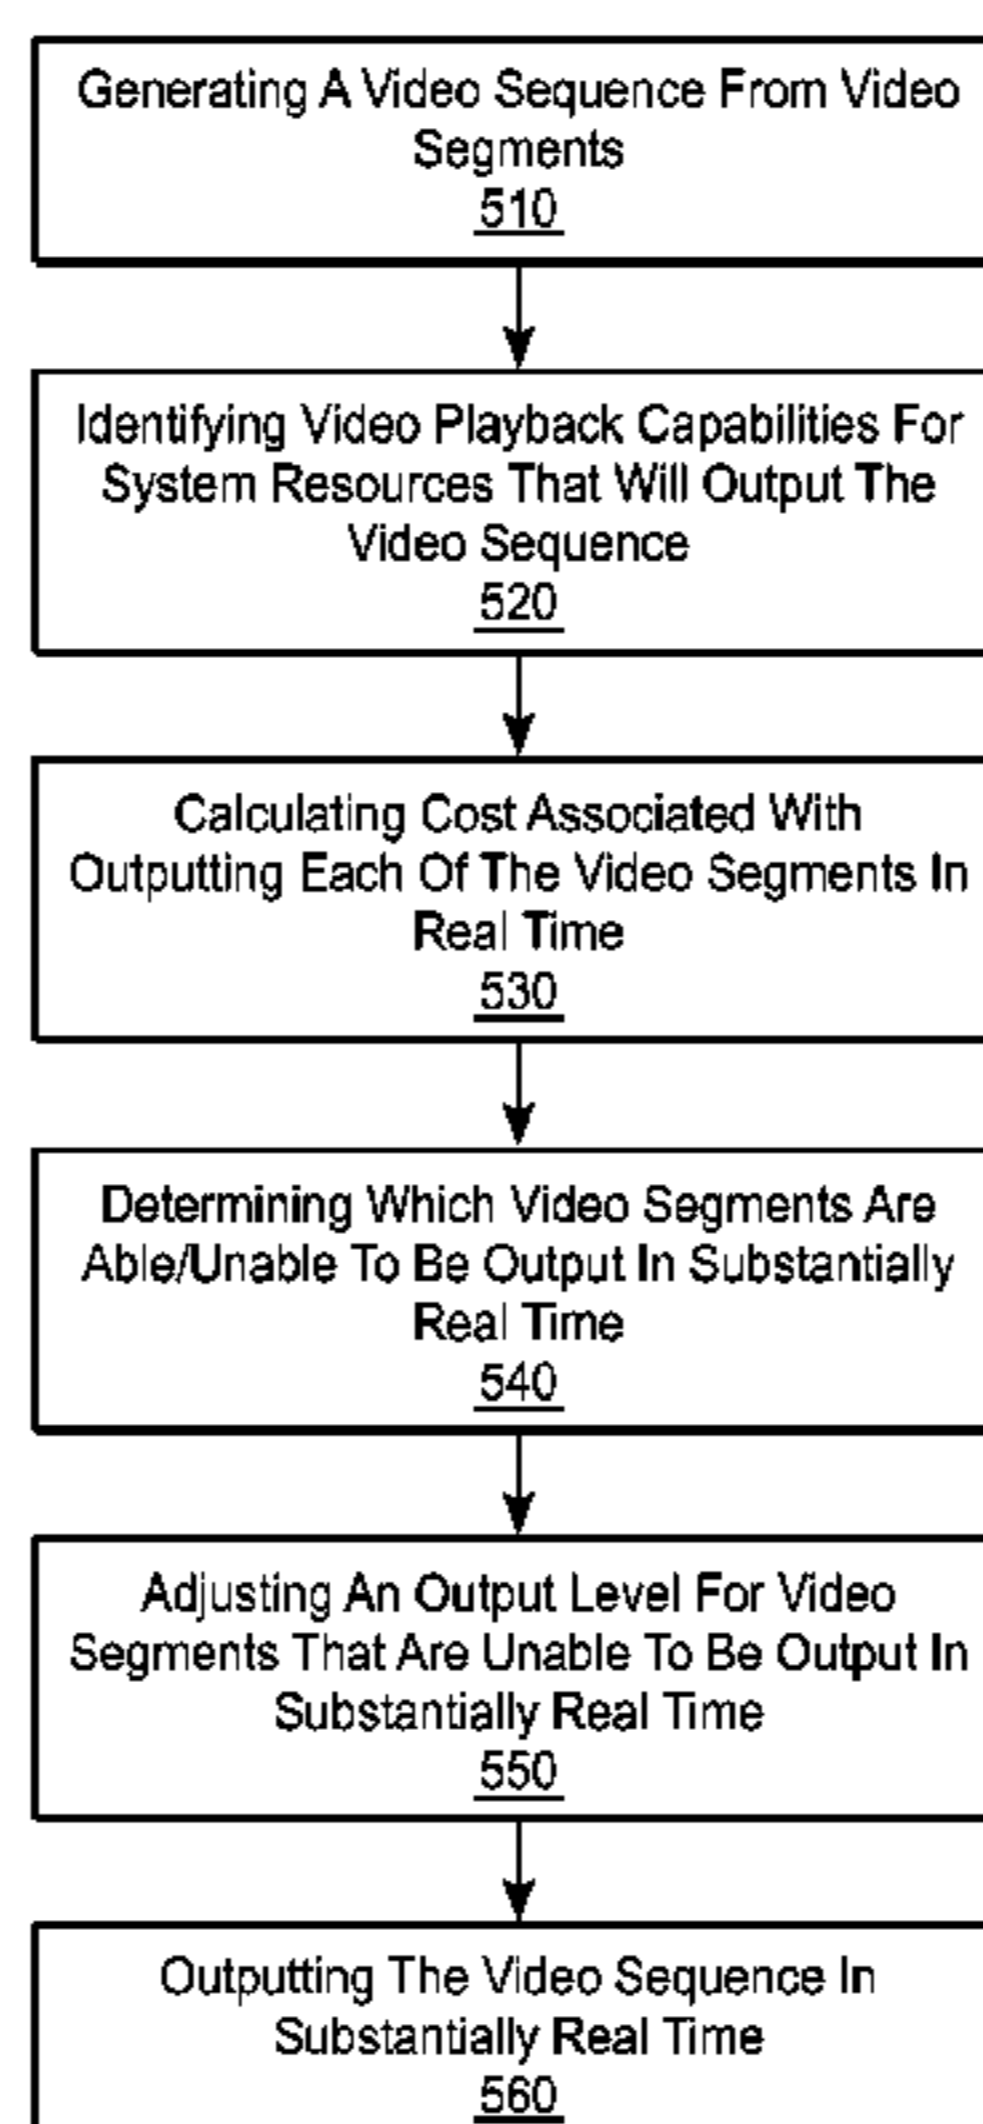 Generating A Video Sequence From Video
Segments
510
Identifying Video Playback Capabilities For
System Resources That Will Output The
Video Sequence
520
Calculating Cost Associated With
Outputting Each Of The Video Segments In
Real Time
530
Determining Which Video Segments Are
Able/Unable To Be Output In Substantially
Real Time
540
Adjusting An Output Level For Video
Segments That Are Unable To Be Output In
Substantially Real Time
550
Outputting The Video Sequence In
Substantially Real Time
560